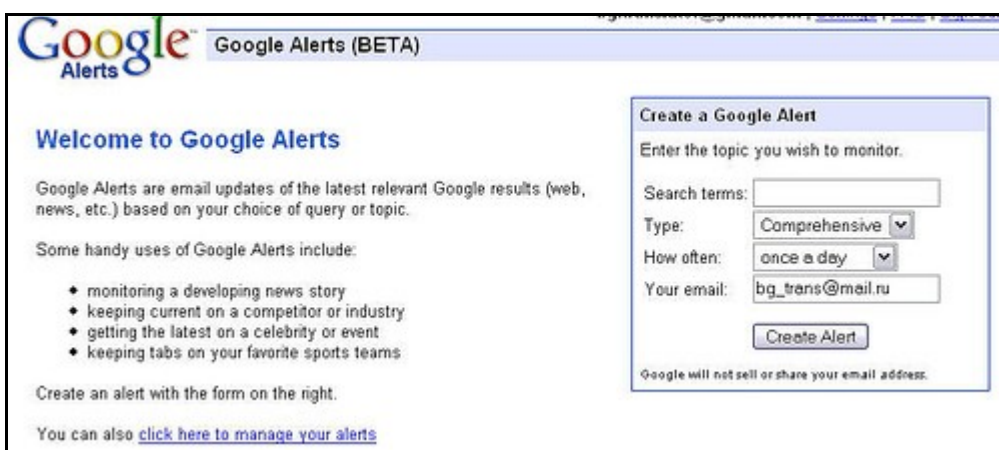 Google Alerts
Google Alerts (BETA)
Welcome to Google Alerts
Google Alerts are email updates of the latest relevant Google results (web,
news, etc.) based on your choice of query or topic.
Some handy uses of Google Alerts include:
monitoring a developing news story
keeping current on a competitor or industry
getting the latest on a celebrity or event
keeping tabs on your favorite sports teams
Create an alert with the form on the right.
You can also click here to manage your alerts
Create a Google Alert
Enter the topic you wish to monitor.
Search terms:
Type: Comprehensive
How often: once a day
Your email: bg_trans@mail.ru
Create Alert
Google will not sell or share your email address.